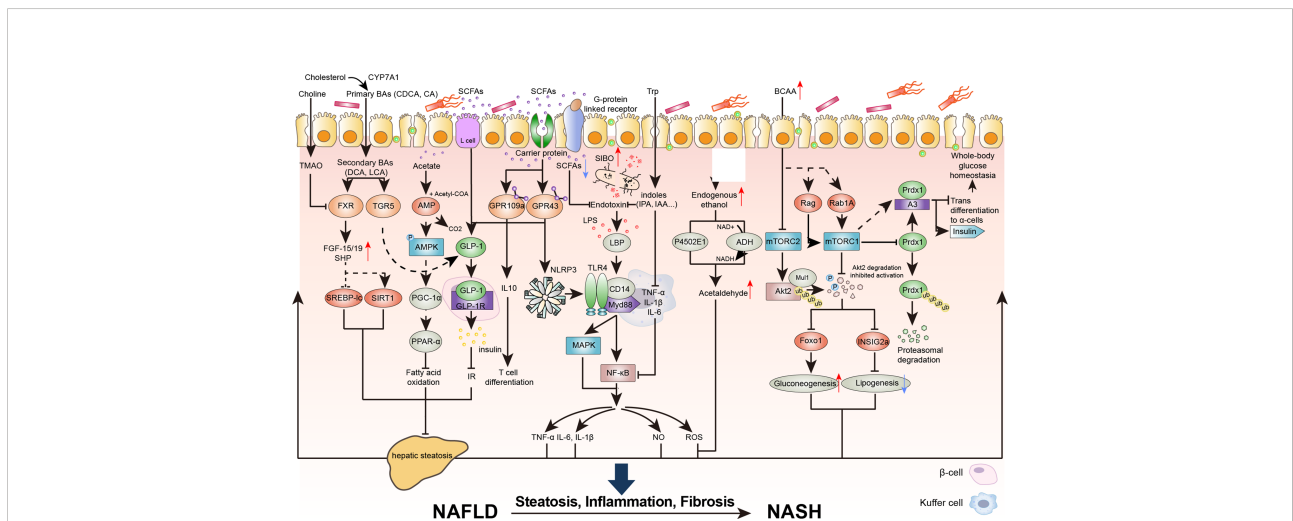 Cholesterol
CYP7A1
Choline
Primary BAs (CDCA, CA)
SCFAs
SCFAs
G-protein
linked receptor
Trp
BCAA
L cell
Carrier protein
TMAO
Secondary BAs
(DCA, LCA)
Acetate
+ Acetyl-COA
SCFAs
SIBO
indoles
(IPA, IAA...)
Endogenous
ethanol
Whole-body
glucose
homeostasia
FXR
TGR5
AMP
CO2
GPR109a
GPR43
Endotoxin
NAD+
Rag
Rab1A
Prdx1
A3
Trans
differentiation
to α-cells
Insulin
FGF-15/19
SHP
P
AMPK
GLP-1
LPS
LBP
P4502E1
ADH
NADH
mTORC2
mTORC1
Prdx1
SREBP-lc
SIRT1
PGC-1α
GLP-1
GLP-1R
IL10
NLRP3
TLR4
CD14
Myd88
TNF-α
IL-1β
IL-6
Acetaldehyde
Akt2
Mul1
Akt2 degradation
inhibited activation
P
P
Prdx1
PPAR-α
insulin
MAPK
NF-κB
Foxo1
INSIG2a
Proteasomal
degradation
Fatty acid
oxidation
IR
T cell
differentiation
Gluconeogenesis
Lipogenesis
TNF-α IL-6, IL-1β
NO
ROS
hepatic steatosis
β-cell
Kuffer cell
Steatosis, Inflammation, Fibrosis
NAFLD
NASH